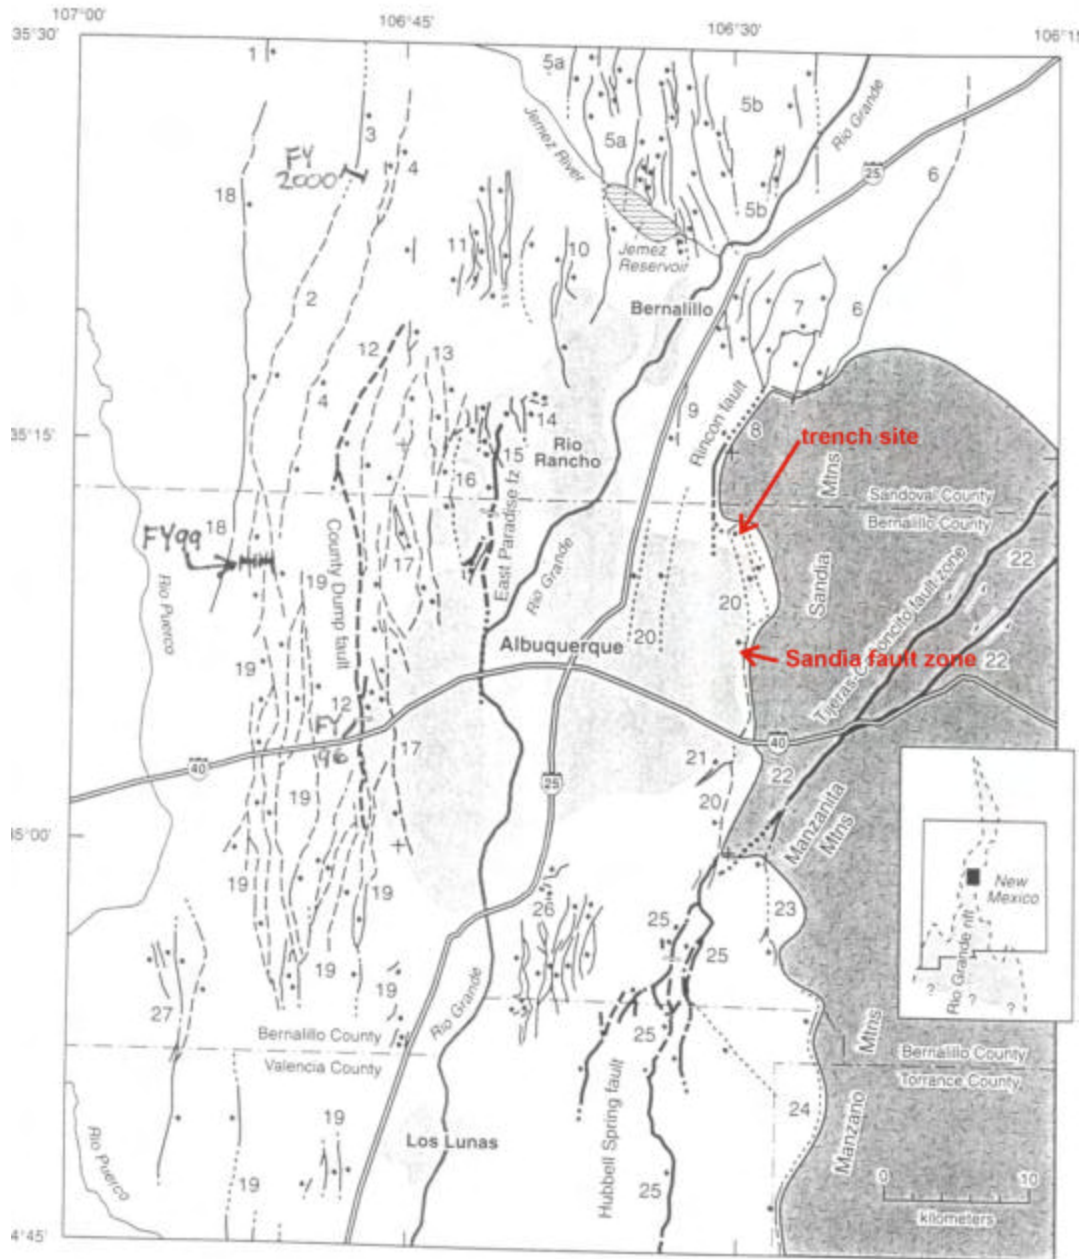 107°00'
106°45'
106°30'
106°15
35°30'
1
5a
5b
Rio Grande
3
4
FY
2000
Jemez River
5a
25
6
18
5b
11
10
Jemez
Reservoir
2
Bernalillo
7
6
12
13
4
9
Rincon fault
8
trench site
35°15'
14
15
Rio
Rancho
16
Mtns
Sandoval County
Bernalillo County
18
FY99
County Dump fault
17
East Paradise fz
Rio Grande
Rio Puerco
19
20
20
Sandia
22
Albuquerque
Sandia fault zone
Tijeras-Cañoncito fault zone
22
19
12
FY
96
17
40
40
25
21
22
20
19
Manzanita
Mtns
35°00'
New
Mexico
Rio Grande rift
?
?
?
19
19
26
23
25
25
19
19
27
Rio Grande
Bernalillo County
Valencia County
25
Mtns
Bernalillo County
Torrance County
Hubbell Spring fault
24
Manzano
Rio Puerco
19
19
Los Lunas
25
0
10
kilometers
4°45'